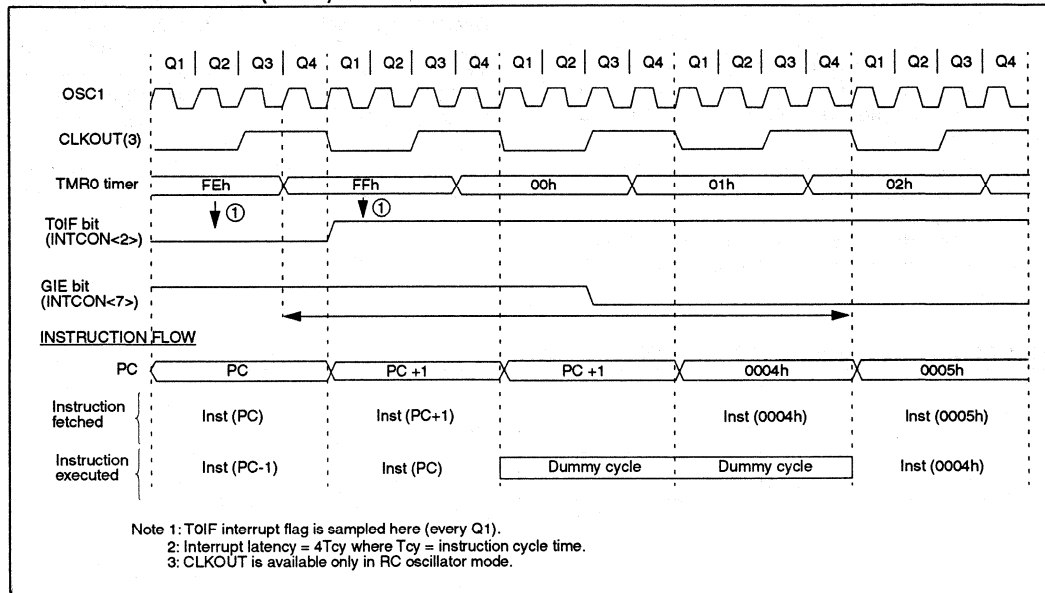 Q1 Q2 Q3 Q4 Q1 Q2 Q3 Q4 Q1 Q2 Q3 Q4 Q1 Q2 Q3 Q4 Q1 Q2 Q3 Q4
OSC1
CLKOUT(3)
TMR0 timer FEh FFh 00h 01h 02h
1 1
T0IF bit
(INTCON<2>)
GIE bit
(INTCON<7>)
INSTRUCTION FLOW
PC PC PC +1 PC +1 0004h 0005h
Instruction
fetched
Inst (PC) Inst (PC+1) Inst (0004h) Inst (0005h)
Instruction
executed
Inst (PC-1) Inst (PC) Dummy cycle Dummy cycle Inst (0004h)
Note 1: T0IF interrupt flag is sampled here (every Q1).
2: Interrupt latency = 4Tcy where Tcy = instruction cycle time.
3: CLKOUT is available only in RC oscillator mode.